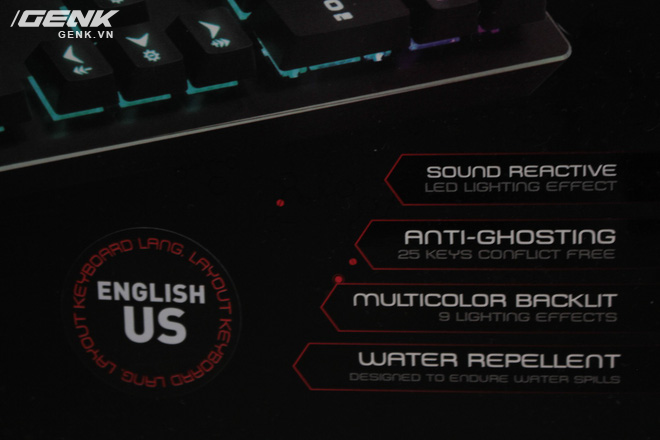 GENK
GENK.VN
SOUND REACTIVE
LED LIGHTING EFFECT
ANTI-GHOSTING
25 KEYS CONFLICT FREE
MULTICOLOR BACKLIT
9 LIGHTING EFFECTS
WATER REPELLENT
DESIGNED TO ENDURE WATER SPILLS
KEYBOARD LANG. LAYOUT KEYBOARD LANG. LAYOUT
ENGLISH
US